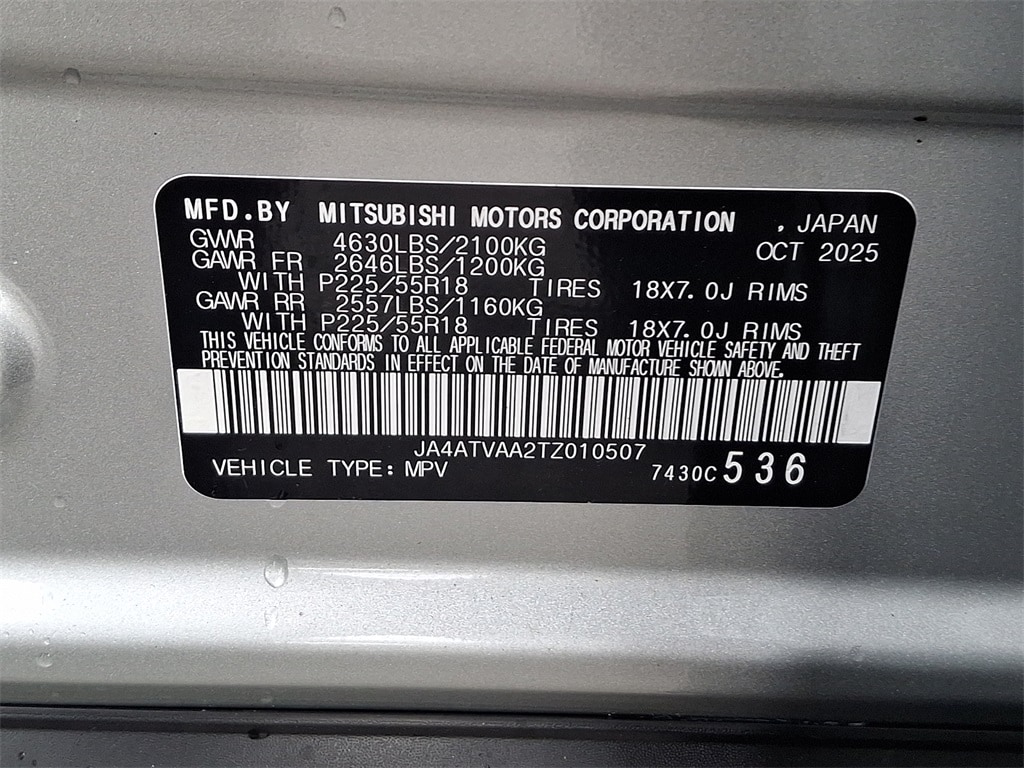 MFD.BY MITSUBISHI MOTORS CORPORATION , JAPAN
GVWR 4630LBS/2100KG OCT 2025
GAWR FR 2646LBS/1200KG
WITH P225/55R18 TIRES 18X7.0J RIMS
GAWR RR 2557LBS/1160KG
WITH P225/55R18 TIRES 18X7.0J RIMS
THIS VEHICLE CONFORMS TO ALL APPLICABLE FEDERAL MOTOR VEHICLE SAFETY AND THEFT
PREVENTION STANDARDS IN EFFECT ON THE DATE OF MANUFACTURE SHOWN ABOVE.
JA4ATVAA2TZ010507
VEHICLE TYPE:MPV 7430C 536